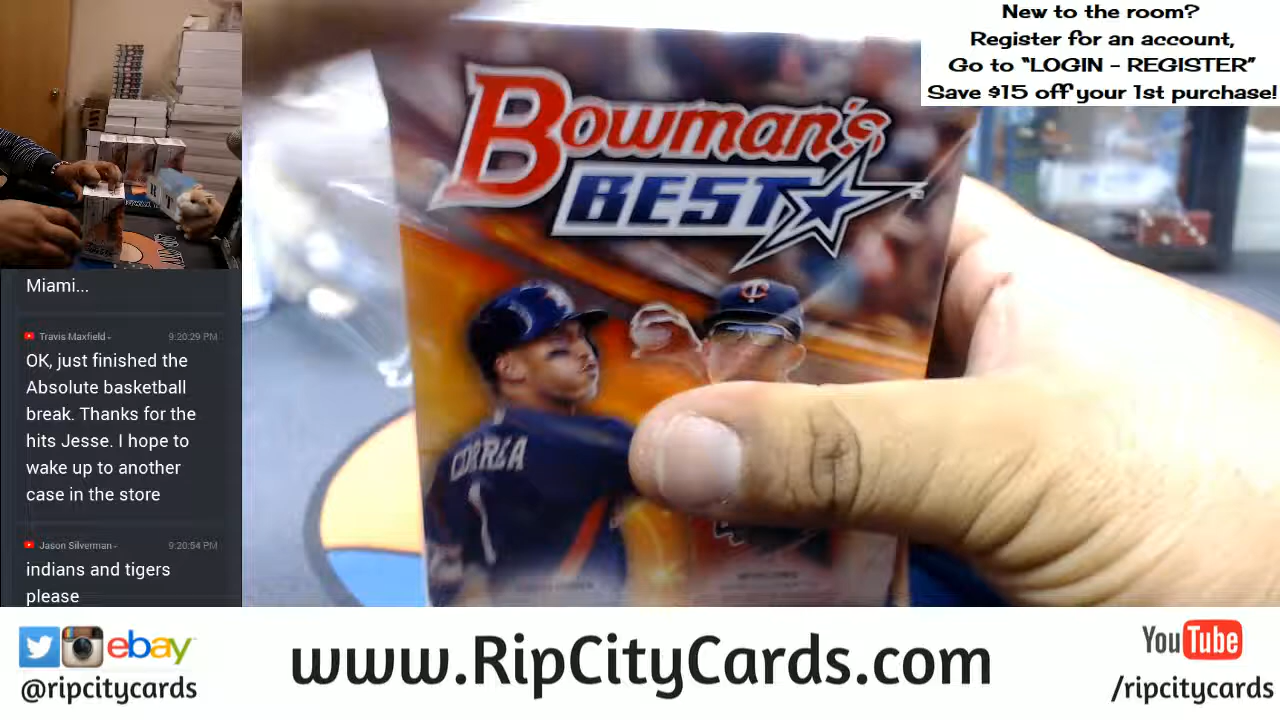 New to the room?
Register for an account,
Go to “LOGIN - REGISTER”
Save $15 off your 1st purchase!
BOWMAN'S
BEST
CORREA
1
Miami...
Travis Maxfield
9:20:29 PM
OK, just finished the
Absolute basketball
break. Thanks for the
hits Jesse. I hope to
wake up to another
case in the store
Jason Silverman
9:20:54 PM
indians and tigers
please
ebay
@ripcitycards
www.RipCityCards.com
YouTube
/ripcitycards